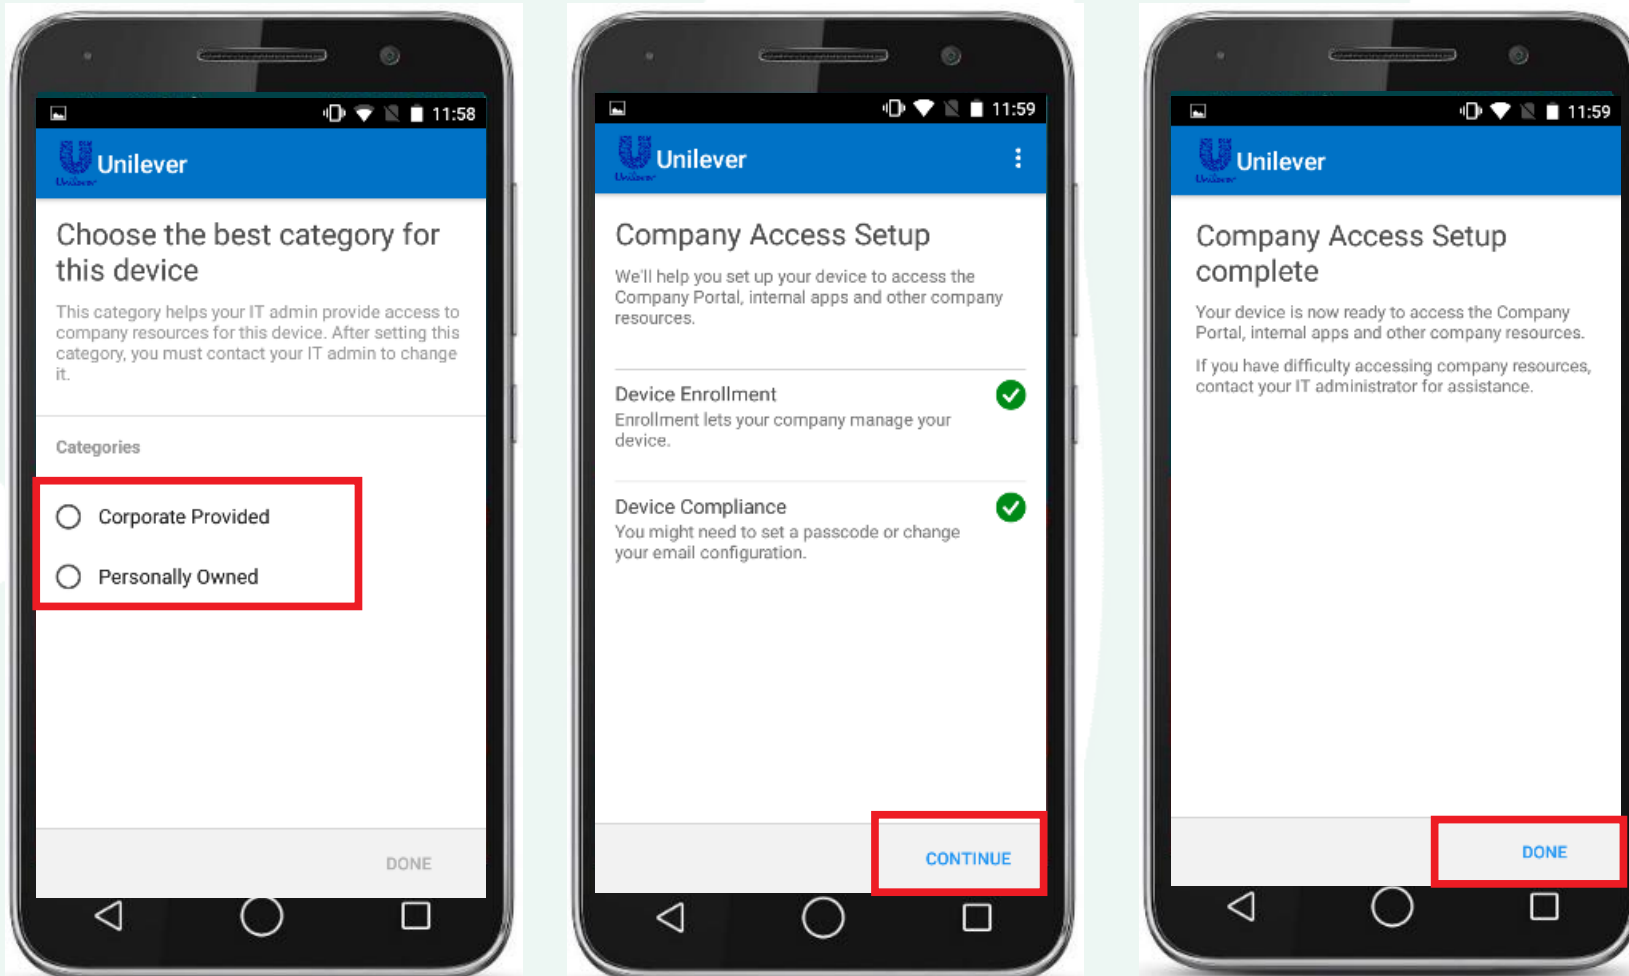 11:58
Unilever
Unilever
Choose the best category for
this device
This category helps your IT admin provide access to
company resources for this device. After setting this
category, you must contact your IT admin to change
it.
Categories
Corporate Provided
Personally Owned
DONE
11:59
Unilever
Unilever
Company Access Setup
We'll help you set up your device to access the
Company Portal, internal apps and other company
resources.
Device Enrollment
Enrollment lets your company manage your
device.
Device Compliance
You might need to set a passcode or change
your email configuration.
CONTINUE
11:59
Unilever
Unilever
Company Access Setup
complete
Your device is now ready to access the Company
Portal, internal apps and other company resources.
If you have difficulty accessing company resources,
contact your IT administrator for assistance.
DONE